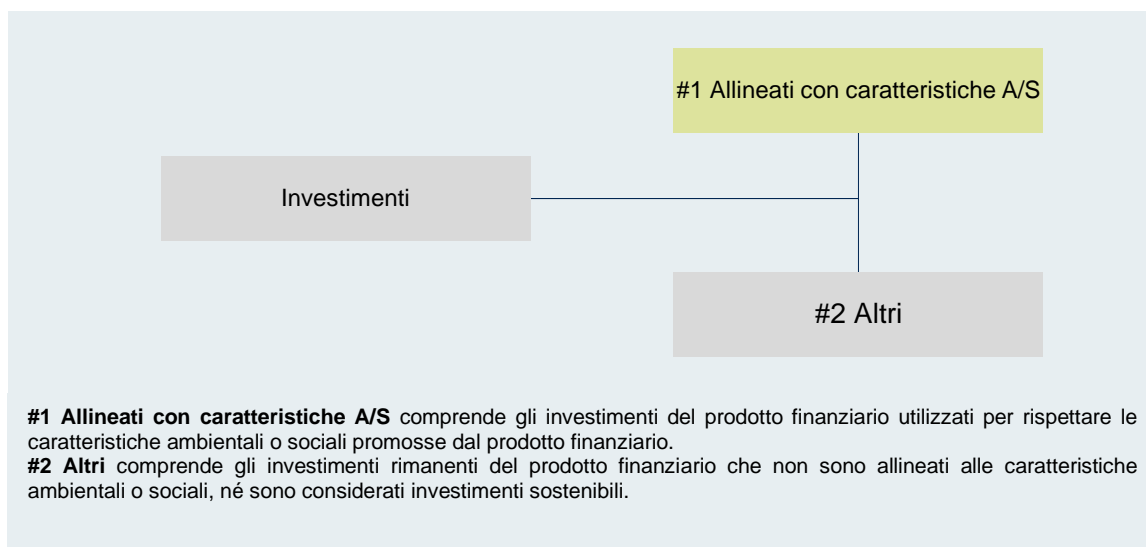 #1 Allineati con caratteristiche A/S
Investimenti
#2 Altri
#1 Allineati con caratteristiche A/S comprende gli investimenti del prodotto finanziario utilizzati per rispettare le
caratteristiche ambientali o sociali promosse dal prodotto finanziario.
#2 Altri comprende gli investimenti rimanenti del prodotto finanziario che non sono allineati alle caratteristiche
ambientali o sociali, né sono considerati investimenti sostenibili.